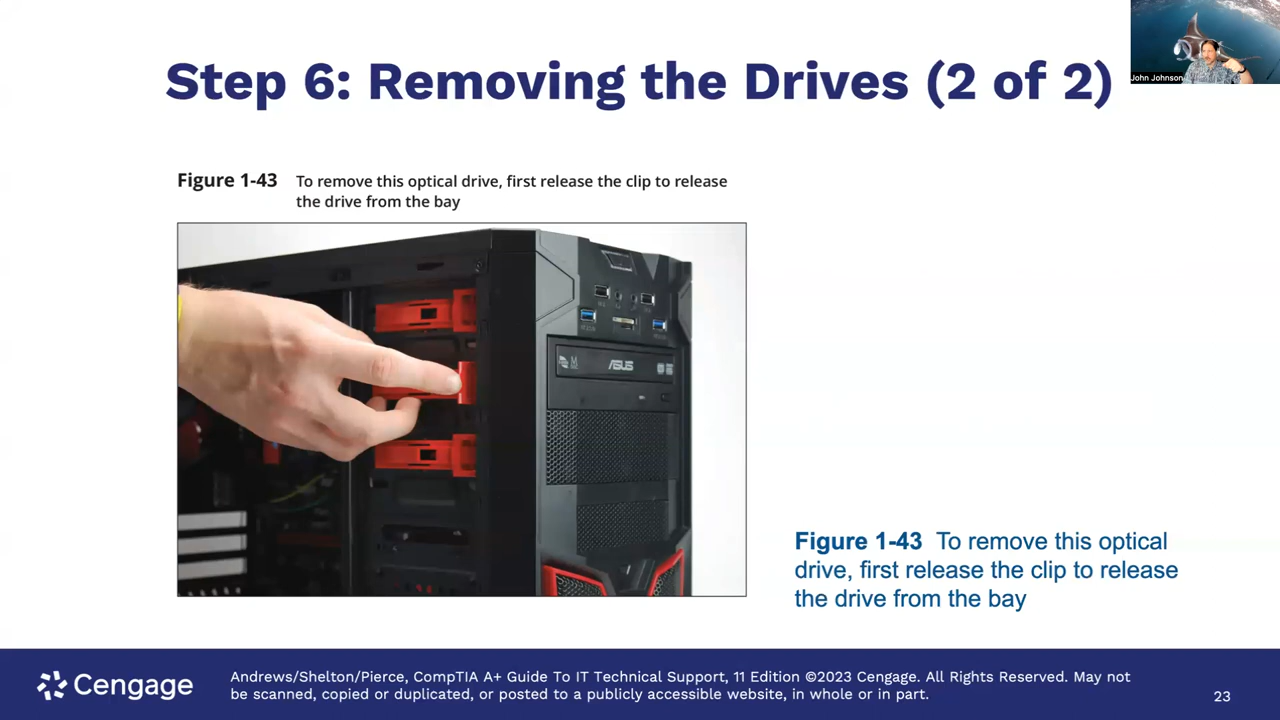 Step 6: Removing the Drives (2 of 2)
John Johnson
Figure 1-43 To remove this optical drive, first release the clip to release
the drive from the bay
ASUS
Figure 1-43 To remove this optical
drive, first release the clip to release
the drive from the bay
Cengage
Andrews/Shelton/Pierce, CompTIA A+ Guide To IT Technical Support, 11 Edition ©2023 Cengage. All Rights Reserved. May not
be scanned, copied or duplicated, or posted to a publicly accessible website, in whole or in part.
23